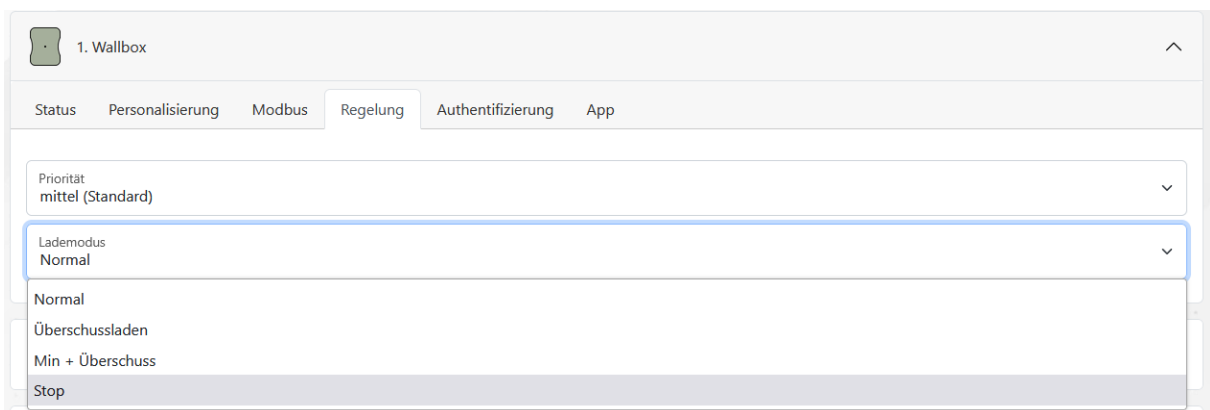 1. Wallbox
Status Personalisierung Modbus Regelung Authentifizierung App
Priorität
mittel (Standard)
Lademodus
Normal
Normal
Überschussladen
Min + Überschuss
Stop